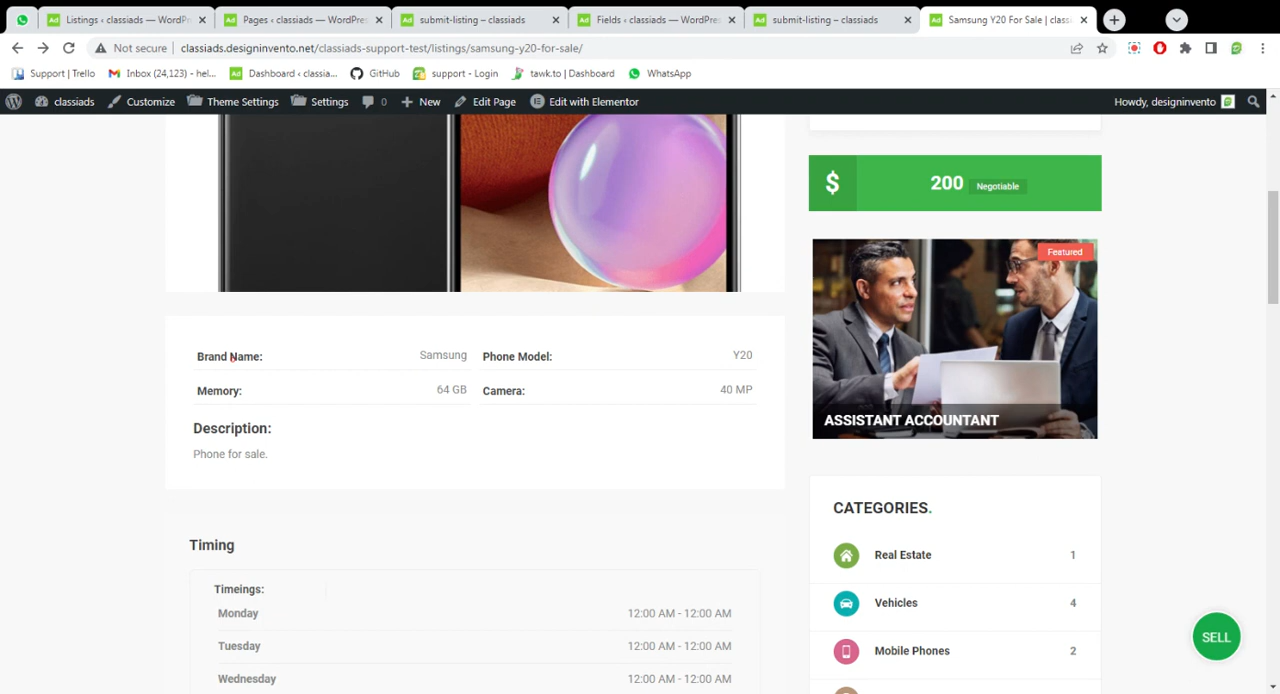 Listings ‹ classiads — WordPr
Pages ‹ classiads — WordPres
submit-listing – classiads
Fields ‹ classiads — WordPres
submit-listing – classiads
Samsung Y20 For Sale | classi
Not secure
classiads.designinvento.net/classiads-support-test/listings/samsung-y20-for-sale/
Support | Trello
Inbox (24,123) - hel...
Dashboard ‹ classia...
GitHub
support - Login
tawk.to | Dashboard
WhatsApp
classiads
Customize
Theme Settings
Settings
0
New
Edit Page
Edit with Elementor
Howdy, designinvento
$ 200 Negotiable
Featured
ASSISTANT ACCOUNTANT
Brand Name: Samsung Phone Model: Y20
Memory: 64 GB Camera: 40 MP
Description:
Phone for sale.
CATEGORIES.
Real Estate 1
Vehicles 4
Mobile Phones 2
Timing
Timeings:
Monday 12:00 AM - 12:00 AM
Tuesday 12:00 AM - 12:00 AM
Wednesday 12:00 AM - 12:00 AM
SELL